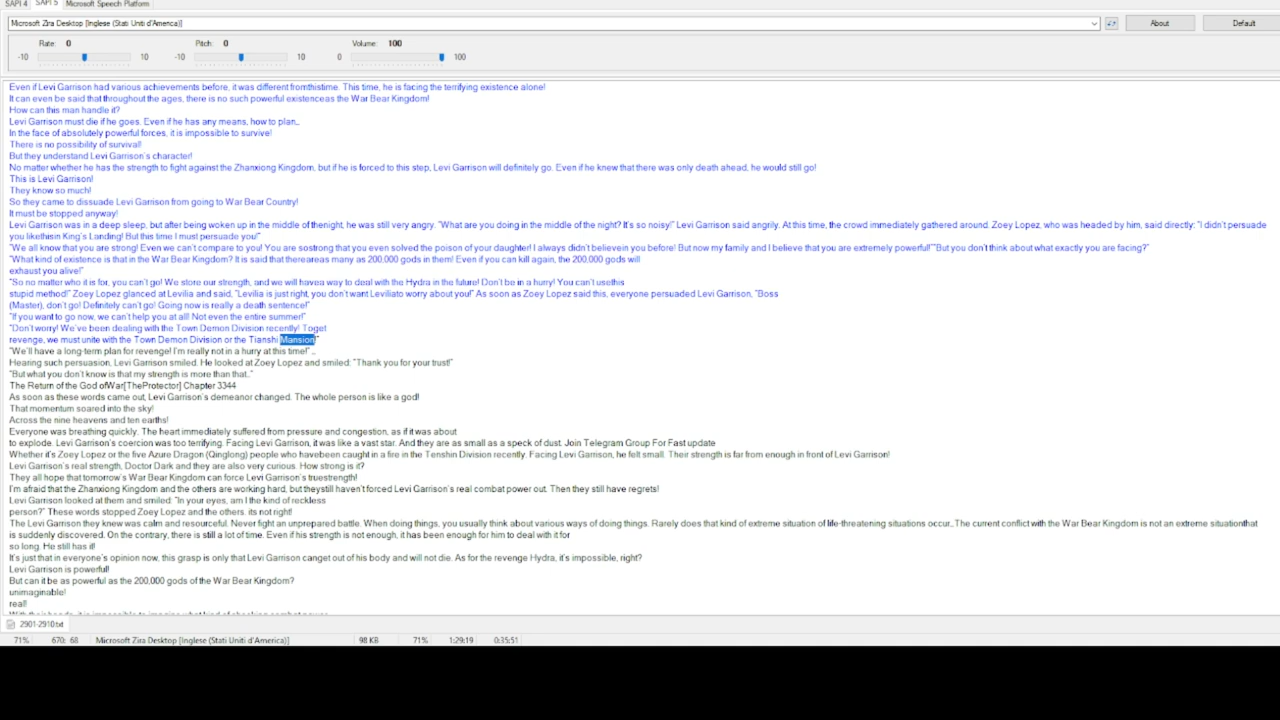 SAPI 4 SAPI 5 Microsoft Speech Platform
Microsoft Zira Desktop [Inglese (Stati Uniti d'America)] About Default
Rate: 0 Pitch: 0 Volume: 100
-10 10 -10 10 0 100
Even if Levi Garrison had various achievements before, it was different fromthistime. This time, he is facing the terrifying existence alone!
It can even be said that throughout the ages, there is no such powerful existenceas the War Bear Kingdom!
How can this man handle it?
Levi Garrison must die if he goes. Even if he has any means, how to plan...
In the face of absolutely powerful forces, it is impossible to survive!
There is no possibility of survival!
But they understand Levi Garrison's character!
No matter whether he has the strength to fight against the Zhanxiong Kingdom, but if he is forced to this step, Levi Garrison will definitely go. Even if he knew that there was only death ahead, he would still go!
This is Levi Garrison!
They know so much!
So they came to dissuade Levi Garrison from going to War Bear Country!
It must be stopped anyway!
Levi Garrison was in a deep sleep, but after being woken up in the middle of thenight, he was still very angry. "What are you doing in the middle of the night? It's so noisy!" Levi Garrison said angrily. At this time, the crowd immediately gathered around. Zoey Lopez, who was headed by him, said directly: "I didn't persuade
you likethisin King's Landing! But this time I must persuade you!"
"We all know that you are strong! Even we can't compare to you! You are sostrong that you even solved the poison of your daughter! I always didn't believein you before! But now my family and I believe that you are extremely powerful!""But you don't think about what exactly you are facing?"
"What kind of existence is that in the War Bear Kingdom? It is said that thereareas many as 200,000 gods in them! Even if you can kill again, the 200,000 gods will
exhaust you alive!"
"So no matter who it is for, you can't go! We store our strength, and we will havea way to deal with the Hydra in the future! Don't be in a hurry! You can't usethis
stupid method!" Zoey Lopez glanced at Levilia and said, "Levilia is just right, you don't want Leviliato worry about you!" As soon as Zoey Lopez said this, everyone persuaded Levi Garrison, "Boss
(Master), don't go! Definitely can't go! Going now is really a death sentence!"
"If you want to go now, we can't help you at all! Not even the entire summer!"
"Don't worry! We've been dealing with the Town Demon Division recently! Toget
revenge, we must unite with the Town Demon Division or the Tianshi Mansion!"
"We'll have a long-term plan for revenge! I'm really not in a hurry at this time!" ...
Hearing such persuasion, Levi Garrison smiled. He looked at Zoey Lopez and smiled: "Thank you for your trust!"
"But what you don't know is that my strength is more than that.."
The Return of the God ofWar[TheProtector] Chapter 3344
As soon as these words came out, Levi Garrison's demeanor changed. The whole person is like a god!
That momentum soared into the sky!
Across the nine heavens and ten earths!
Everyone was breathing quickly. The heart immediately suffered from pressure and congestion, as if it was about
to explode. Levi Garrison's coercion was too terrifying. Facing Levi Garrison, it was like a vast star. And they are as small as a speck of dust. Join Telegram Group For Fast update
Whether it's Zoey Lopez or the five Azure Dragon (Qinglong) people who havebeen caught in a fire in the Tenshin Division recently. Facing Levi Garrison, he felt small. Their strength is far from enough in front of Levi Garrison!
Levi Garrison's real strength, Doctor Dark and they are also very curious. How strong is it?
They all hope that tomorrow's War Bear Kingdom can force Levi Garrison's truestrength!
I'm afraid that the Zhanxiong Kingdom and the others are working hard, but theystill haven't forced Levi Garrison's real combat power out. Then they still have regrets!
Levi Garrison looked at them and smiled: "In your eyes, am I the kind of reckless
person?" These words stopped Zoey Lopez and the others. its not right!
The Levi Garrison they knew was calm and resourceful. Never fight an unprepared battle. When doing things, you usually think about various ways of doing things. Rarely does that kind of extreme situation of life-threatening situations occur,.The current conflict with the War Bear Kingdom is not an extreme situationthat
is suddenly discovered. On the contrary, there is still a lot of time. Even if his strength is not enough, it has been enough for him to deal with it for
so long. He still has it!
It's just that in everyone's opinion now, this grasp is only that Levi Garrison canget out of his body and will not die. As for the revenge Hydra, it's impossible, right?
Levi Garrison is powerful!
But can it be as powerful as the 200,000 gods of the War Bear Kingdom?
unimaginable!
real!
2901-2910.txt
71% 670: 68 Microsoft Zira Desktop [Inglese (Stati Uniti d'America)] 98 KB 71% 1:29:19 0:35:51